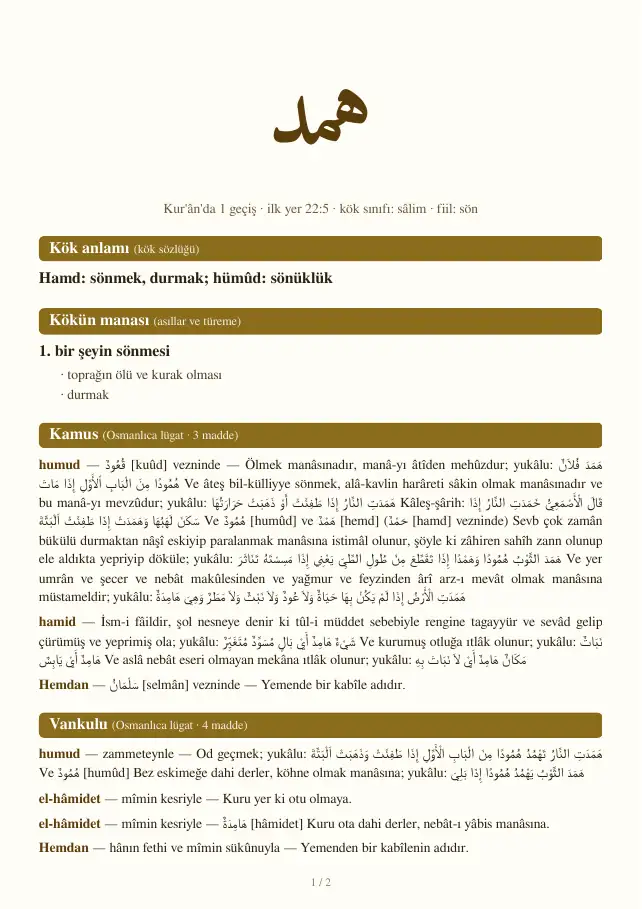 همد
Kur'ân'da 1 geçiş · ilk yer 22:5 · kök sınıfı: sâlim · fiil: sön
Kök anlamı (kök sözlüğü)
Hamd: sönmek, durmak; hümûd: sönüklük
Kökün manası (asıllar ve türeme)
1. bir şeyin sönmesi
· toprağın ölü ve kurak olması
· durmak
Kamus (Osmanlıca lügat · 3 madde)
humud — قُعُودٌ [kuûd] vezninde — Ölmek manâsınadır, manâ-yı âtîden mehûzdur; yukâlu: هَمَدَ فُلاَنٌ
هُمُودًا مِنَ الْبَابِ اْلأَوَّلِ إِذَا مَاتَ Ve âteş bil-külliyye sönmek, alâ-kavlin harâreti sâkin olmak manâsınadır ve
bu manâ-yı mevzûdur; yukâlu: هَمَدَتِ النَّارُ إِذَا طَفِئَتْ أَوْ ذَهَبَتْ حَرَارَتُهَا Kâleş-şârih: قَالَ الْأَصْمَعِيُّ خَمَدَتِ النَّارُ إِذَا
سَكَنَ لَهَبُهَا وَهَمَدَتْ إِذَا طَفِئَتْ اَلْبَتَّةَ Ve هُمُودٌ [humûd] ve هَمْدٌ [hemd] (حَمْدٌ [hamd] vezninde) Sevb çok zamân
bükülü durmaktan nâşî eskiyip paralanmak manasına istimâl olunur, şöyle ki zâhiren sahîh zann olunup
ele aldıkta yepriyip döküle; yukâlu: هَمَدَ الثَّوْبُ هُمُودًا وَهَمْدًا إِذَا تَقَطَّعَ مِنْ طُولِ الطَّيِّ يَعْنِي إِذَا مَسِسْتَهُ تَنَاثَرَ Ve yer
umrân ve şecer ve nebât makûlesinden ve yağmur ve feyzinden ârî arz-ı mevât olmak manâsına
müstameldir; yukâlu: هَمَدَتِ الْأَرْضُ إِذَا لَمْ يَكُنْ بِهَا حَيَاةٌ وَلاَ عُودٌ وَلاَ نَبْتٌ وَلاَ مَطَرٌ وَهِيَ هَامِدَةٌ
hamid — İsm-i fâildir, şol nesneye denir ki tûl-i müddet sebebiyle rengine tagayyür ve sevâd gelip
çürümüş ve yeprimiş ola; yukâlu: شَيْءٌ هَامِدٌ أَيْ بَالٍ مُسْوَدٌّ مُتَغَيِّرٌ Ve kurumuş otluğa ıtlâk olunur; yukâlu: نَبَاتٌ
هَامِدٌ أَيْ يَابِسٌ Ve aslâ nebât eseri olmayan mekâna ıtlâk olunur; yukâlu: مَكَانٌ هَامِدٌ أَيْ لاَ نَبَاتَ بِهِ
Hemdan — سَلْمَانُ [selmân] vezninde — Yemende bir kabîle adıdır.
Vankulu (Osmanlıca lügat · 4 madde)
humud — zammeteynle — Od geçmek; yukâlu: هَمَدَتِ النَّارُ تَهْمُدُ هُمُودًا مِنَ الْبَابِ الْأَوَّلِ إِذَا طَفِئَتْ وَذَهَبَتْ اَلْبَتَّةَ
Ve هُمُودٌ [humûd] Bez eskimeğe dahi derler, köhne olmak manâsına; yukâlu: هَمَدَ الثَّوْبُ يَهْمُدُ هُمُودًا إِذَا بَلِيَ
el-hâmidet — mîmin kesriyle — Kuru yer ki otu olmaya.
el-hâmidet — mîmin kesriyle — هَامِدَةٌ [hâmidet] Kuru ota dahi derler, nebât-ı yâbis manâsına.
Hemdan — hânın fethi ve mîmin sükûnuyla — Yemenden bir kabîlenin adıdır.
1 / 2